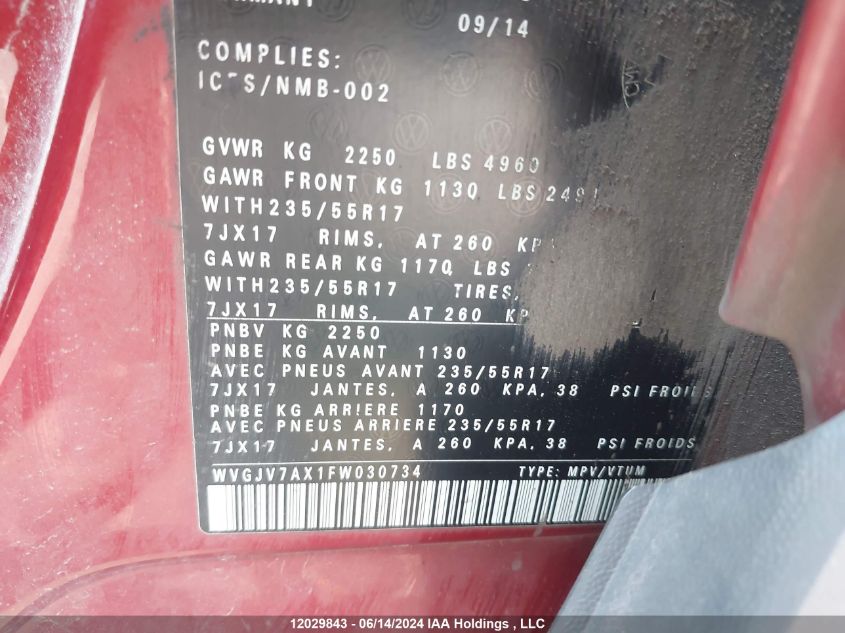 09/14
COMPLIES:
/NMB-002
GVWR KG 2250 LBS 4960
GAWR FRONT KG 1130 LBS
WITH235/55R17
7JX17 RIMS, AT 260
GAWR REAR KG 1170, LBS
WITH235/55R17 TIRES,
7JX17 RIMS, AT 260
PNBV KG 2250
PNBE KG AVANT 1130
AVEC PNEUS AVANT 235/55R17
7JX17 JANTES, A 260 KPA, 38 PSI FROIDS
PNBE KG ARRIERE 1170
AVEC PNEUS ARRIERE 235/55R17
7JX17 JANTES, A 260 KPA, 38 PSI FROIDS
WVGJV7AX1FW030734 TYPE: MPV/VTUM
12029843 - 06/14/2024 IAA Holdings , LLC